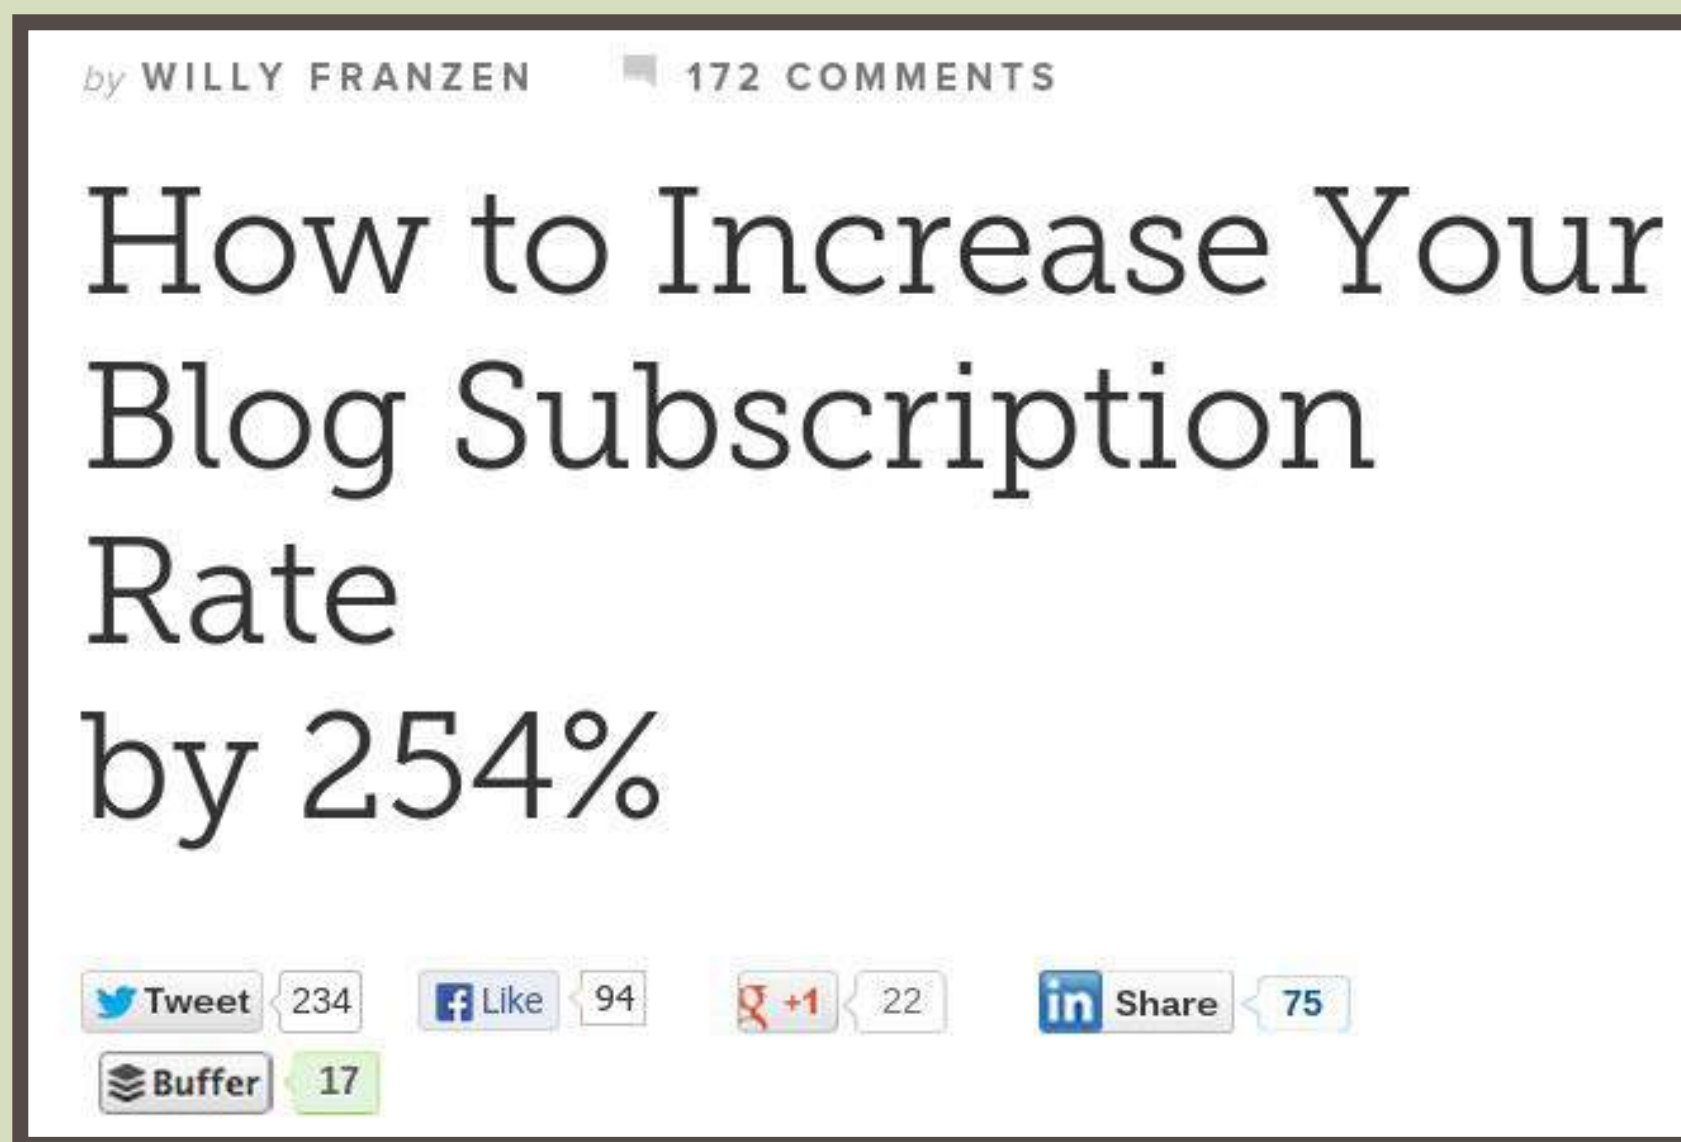 by WILLY FRANZEN 172 COMMENTS
How to Increase Your
Blog Subscription
Rate
by 254%
Tweet 234 Like 94 g +1 22 in Share 75
Buffer 17